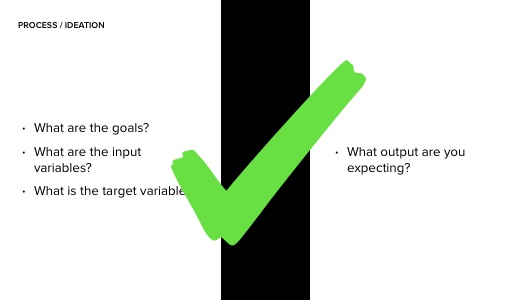 PROCESS / IDEATION
• What are the goals?
• What are the input
variables?
• What is the target variable
• What output are you
expecting?